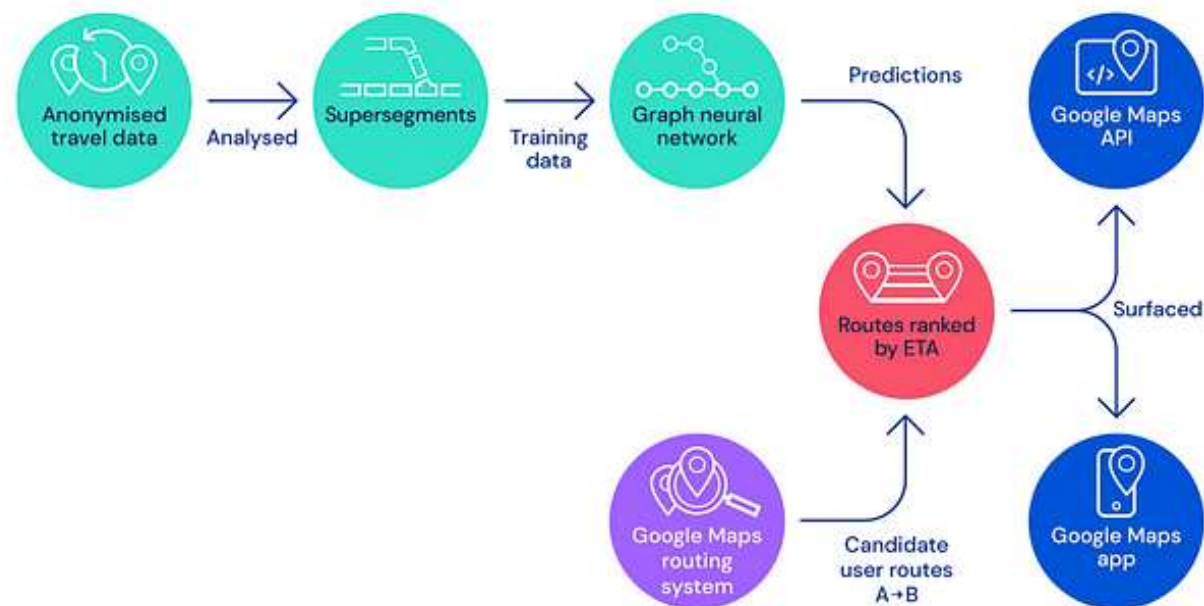 Anonymised
travel data
Analysed
Supersegments
Training
data
Graph neural
network
Predictions
</>
Google Maps
API
Routes ranked
by ETA
Surfaced
Google Maps
routing
system
Candidate
user routes
A→B
Google Maps
app